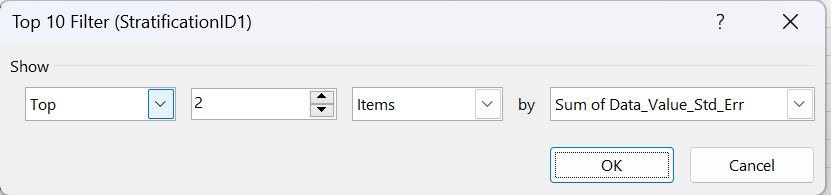 Top 10 Filter (StratificationID1) ?
Show
Top 2 Items by Sum of Data_Value_Std_Err
OK Cancel